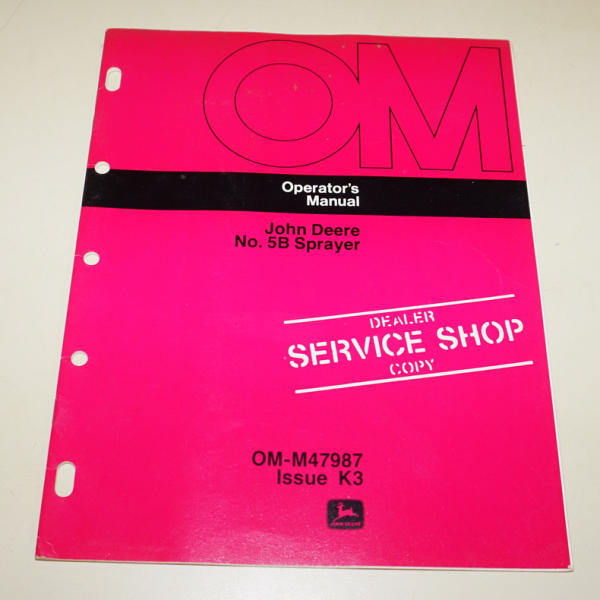 OM
Operator's
Manual
John Deere
No. 5B Sprayer
DEALER
SERVICE SHOP
COPY
OM-M47987
Issue K3
JOHN DEERE